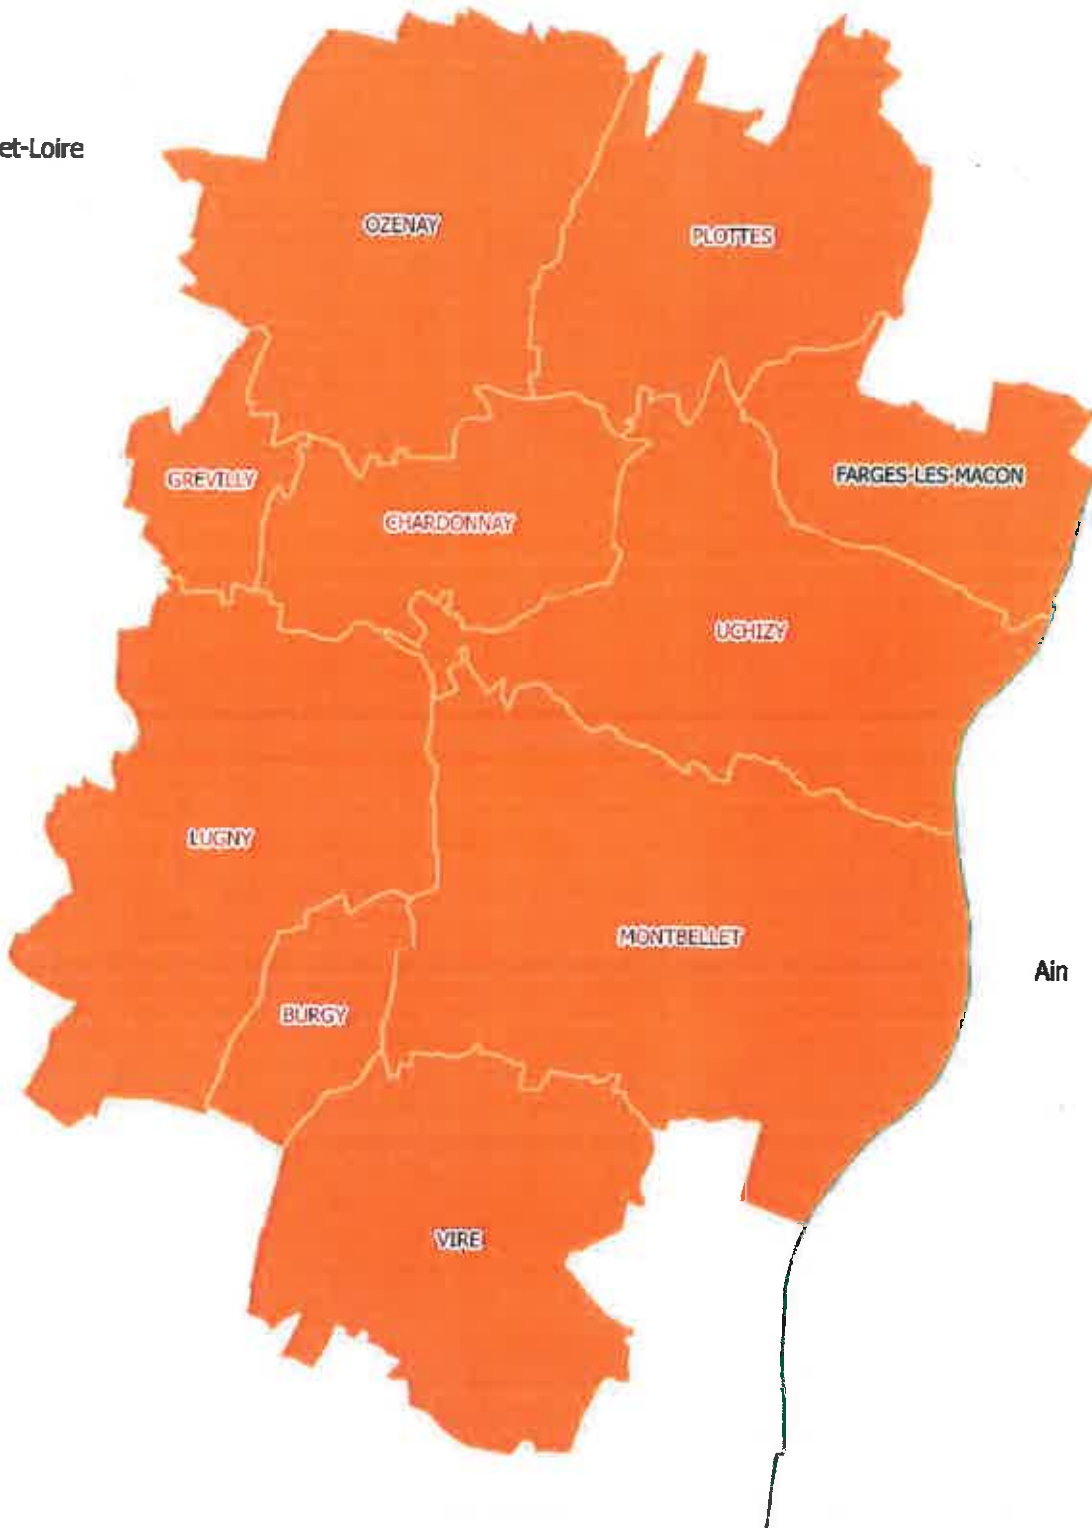 et-Loire
OZENAY
PLOTTES
GREVILLY
FARGES-LES-MACON
CHARDONNAY
UCHIZY
LUGNY
MONTBELLET
Ain
BURGY
VIRE